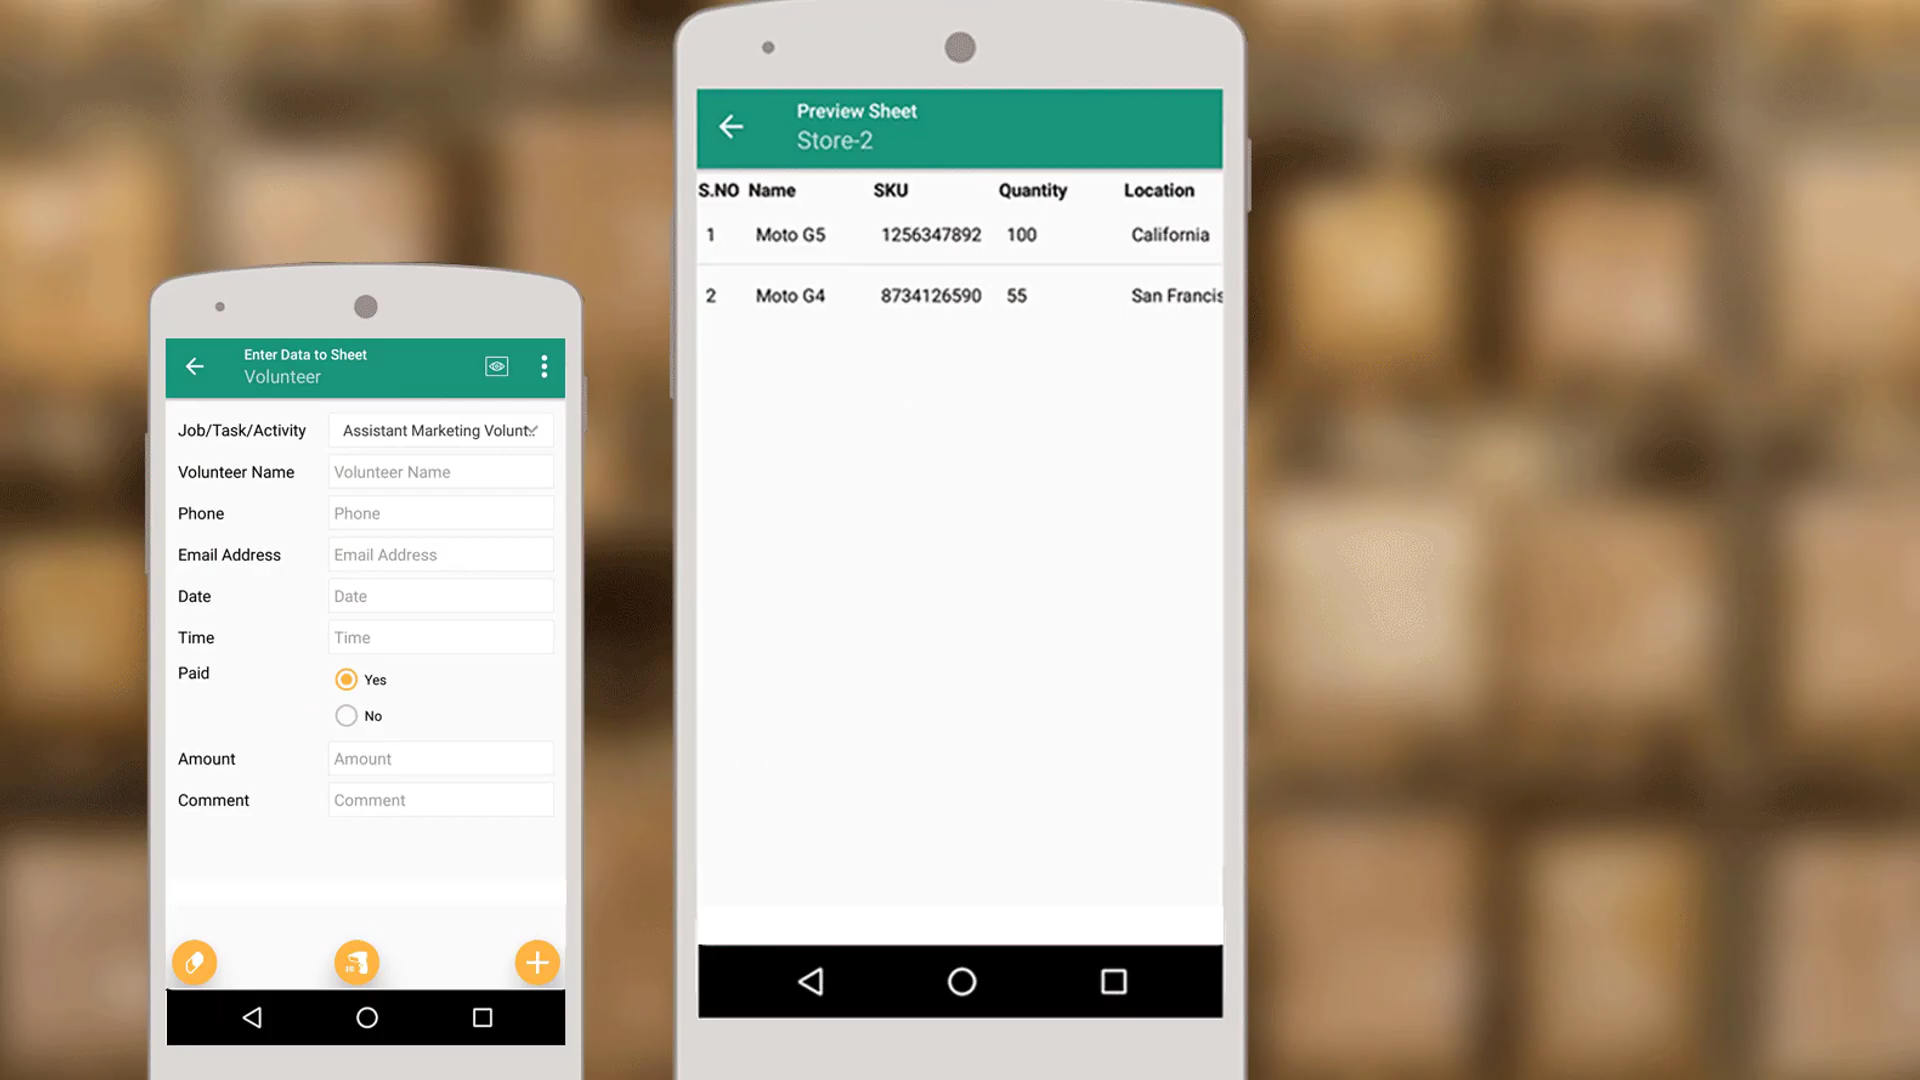 Enter Data to Sheet
Volunteer
Job/Task/Activity Assistant Marketing Volunt..
Volunteer Name Volunteer Name
Phone Phone
Email Address Email Address
Date Date
Time Time
Paid Yes
No
Amount Amount
Comment Comment
Preview Sheet
Store-2
S.NO Name SKU Quantity Location
1 Moto G5 1256347892 100 California
2 Moto G4 8734126590 55 San Francis